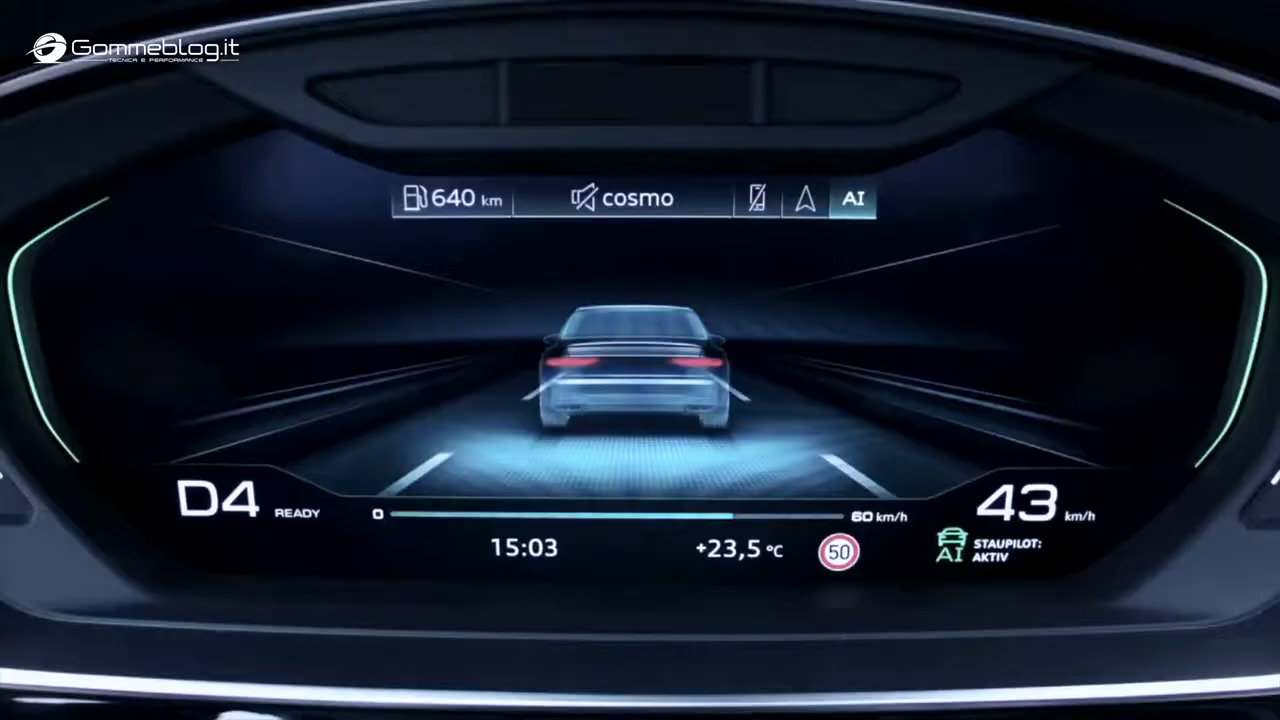 Gommeblog.it
TECNICA E PERFORMANCE
640 km
cosmo
AI
D4 READY
0
60 km/h
43 km/h
15:03
+23,5 °C
50
AI
STAUPILOT:
AKTIV